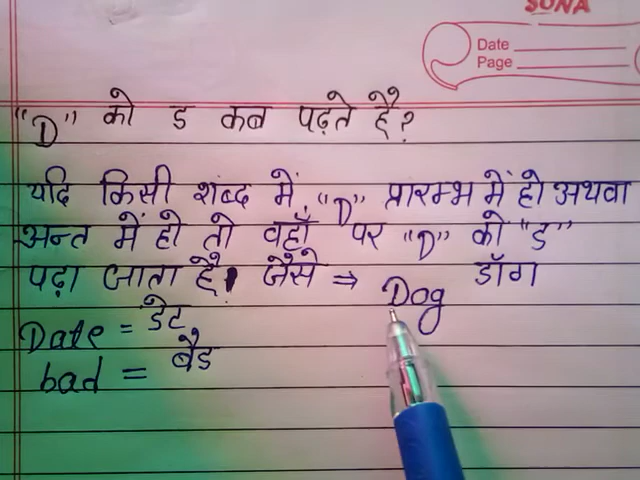 SONA
Date
Page
"D" को ड कब पढ़ते है?
यदि किसी शब्द में, "D" प्रारम्भ में हो अथवा
अन्त में हो तो वहाँ पर "D" को "ड"
पढ़ा जाता है। जैसे ⇒ Dog डॉग
Date = डेट
bad = बैड